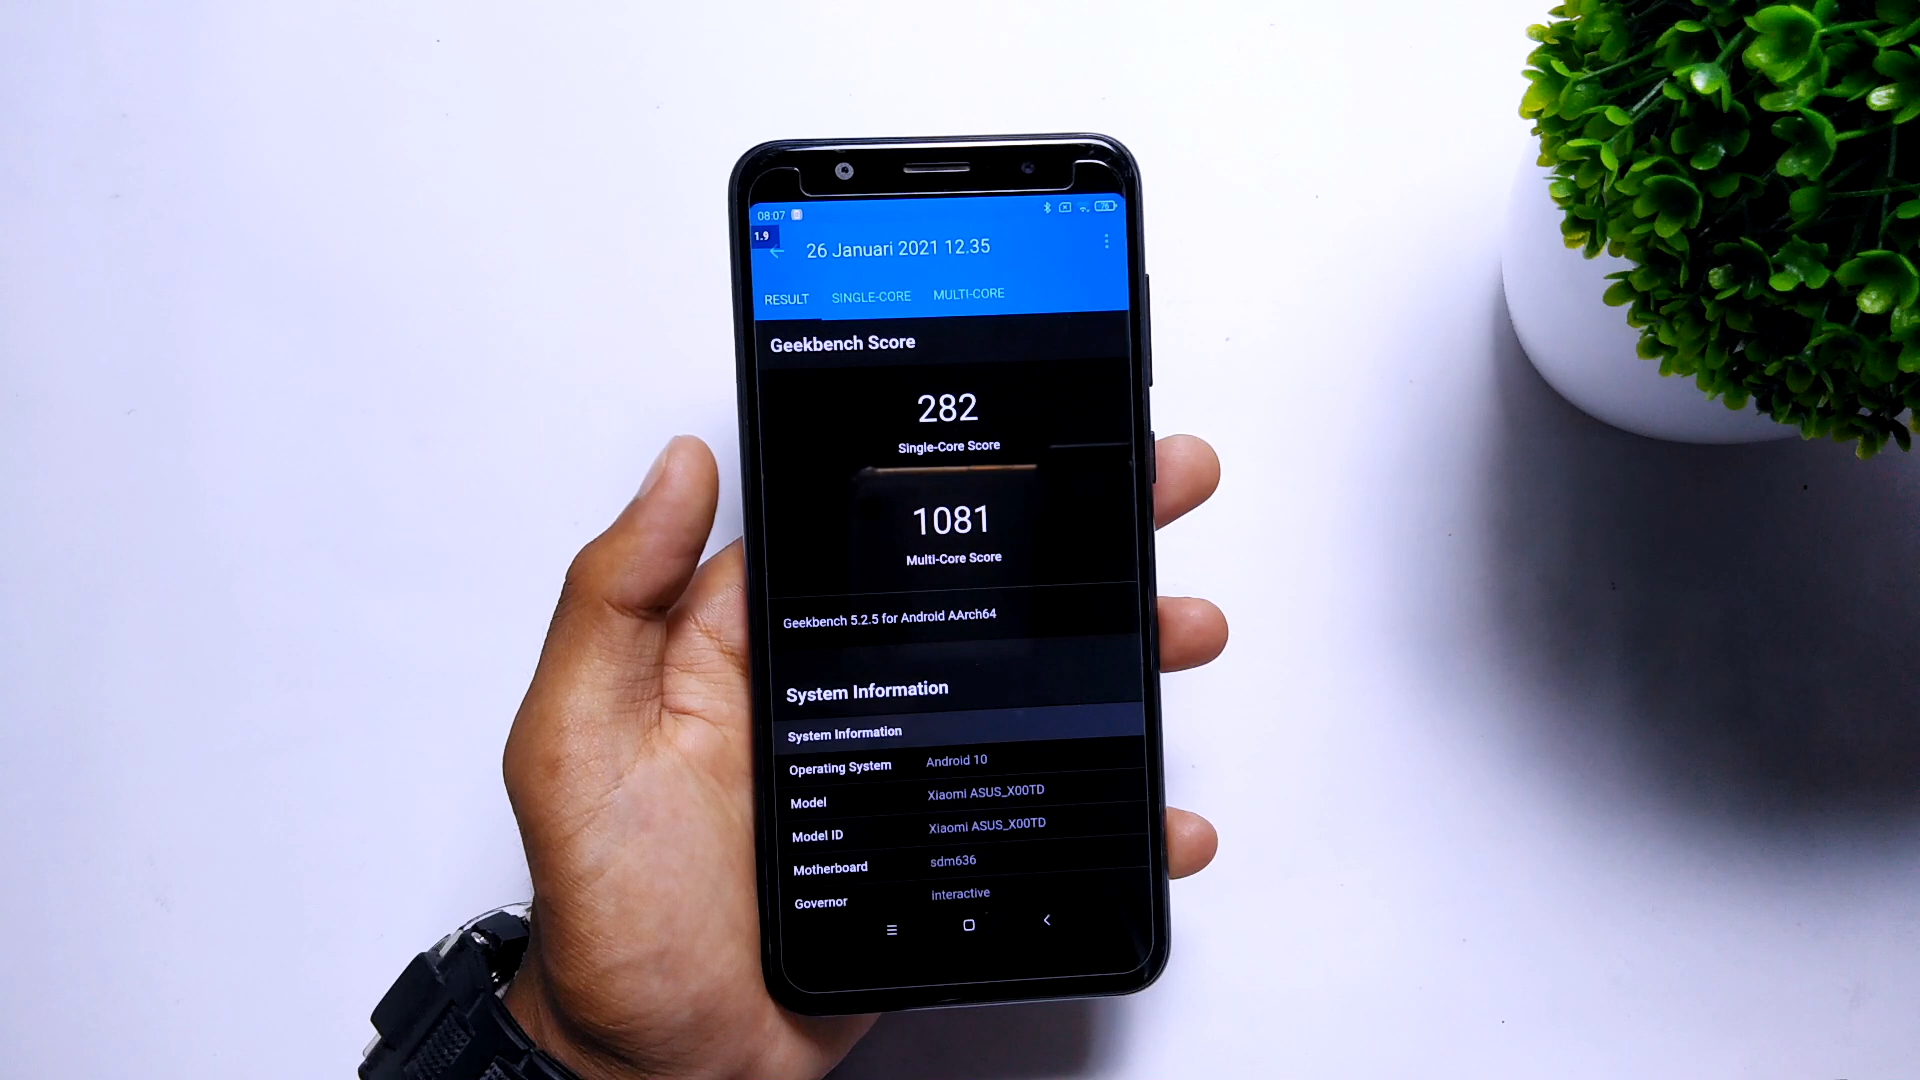 08:07
76
1.9
26 Januari 2021 12.35
RESULT SINGLE-CORE MULTI-CORE
Geekbench Score
282
Single-Core Score
1081
Multi-Core Score
Geekbench 5.2.5 for Android AArch64
System Information
System Information
Operating System Android 10
Model Xiaomi ASUS_X00TD
Model ID Xiaomi ASUS_X00TD
Motherboard sdm636
Governor interactive